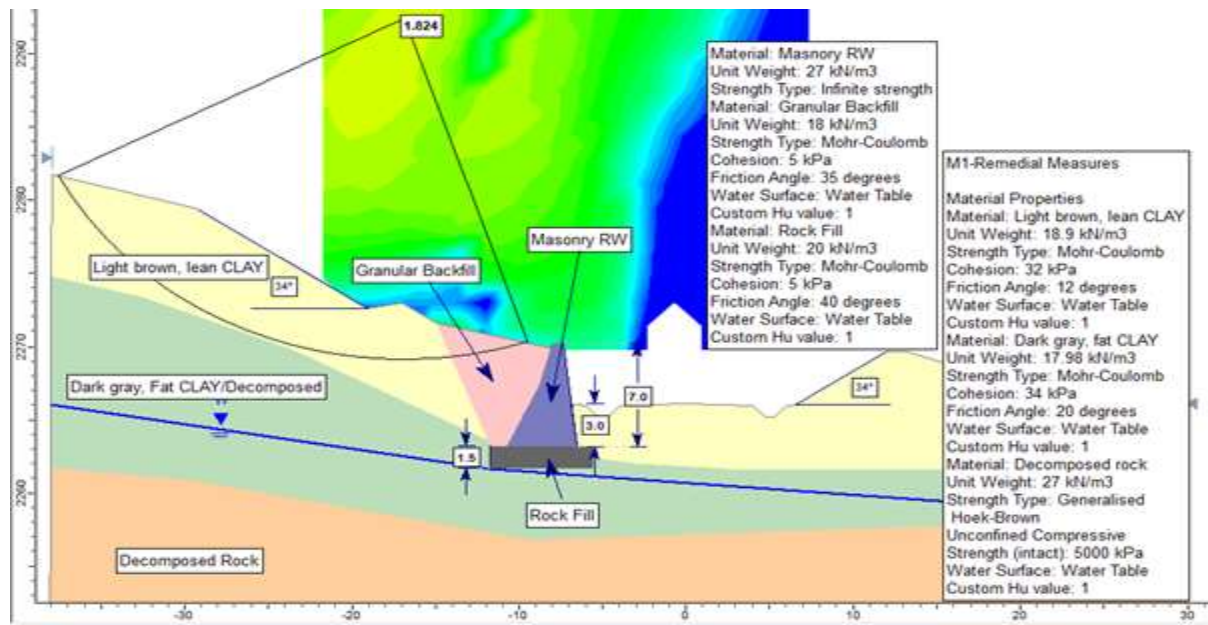 1.824
2290
2280
2270
2260
Light brown, lean CLAY
34°
Granular Backfill
Masonry RW
Dark gray, Fat CLAY/Decomposed
1.5
3.0
7.0
34°
Rock Fill
Decomposed Rock
-30
-20
-10
0
10
20
30
Material: Masnory RW
Unit Weight: 27 kN/m3
Strength Type: Infinite strength
Material: Granular Backfill
Unit Weight: 18 kN/m3
Strength Type: Mohr-Coulomb
Cohesion: 5 kPa
Friction Angle: 35 degrees
Water Surface: Water Table
Custom Hu value: 1
Material: Rock Fill
Unit Weight: 20 kN/m3
Strength Type: Mohr-Coulomb
Cohesion: 5 kPa
Friction Angle: 40 degrees
Water Surface: Water Table
Custom Hu value: 1
M1-Remedial Measures
Material Properties
Material: Light brown, lean CLAY
Unit Weight: 18.9 kN/m3
Strength Type: Mohr-Coulomb
Cohesion: 32 kPa
Friction Angle: 12 degrees
Water Surface: Water Table
Custom Hu value: 1
Material: Dark gray, fat CLAY
Unit Weight: 17.98 kN/m3
Strength Type: Mohr-Coulomb
Cohesion: 34 kPa
Friction Angle: 20 degrees
Water Surface: Water Table
Custom Hu value: 1
Material: Decomposed rock
Unit Weight: 27 kN/m3
Strength Type: Generalised
Hoek-Brown
Unconfined Compressive
Strength (intact): 5000 kPa
Water Surface: Water Table
Custom Hu value: 1